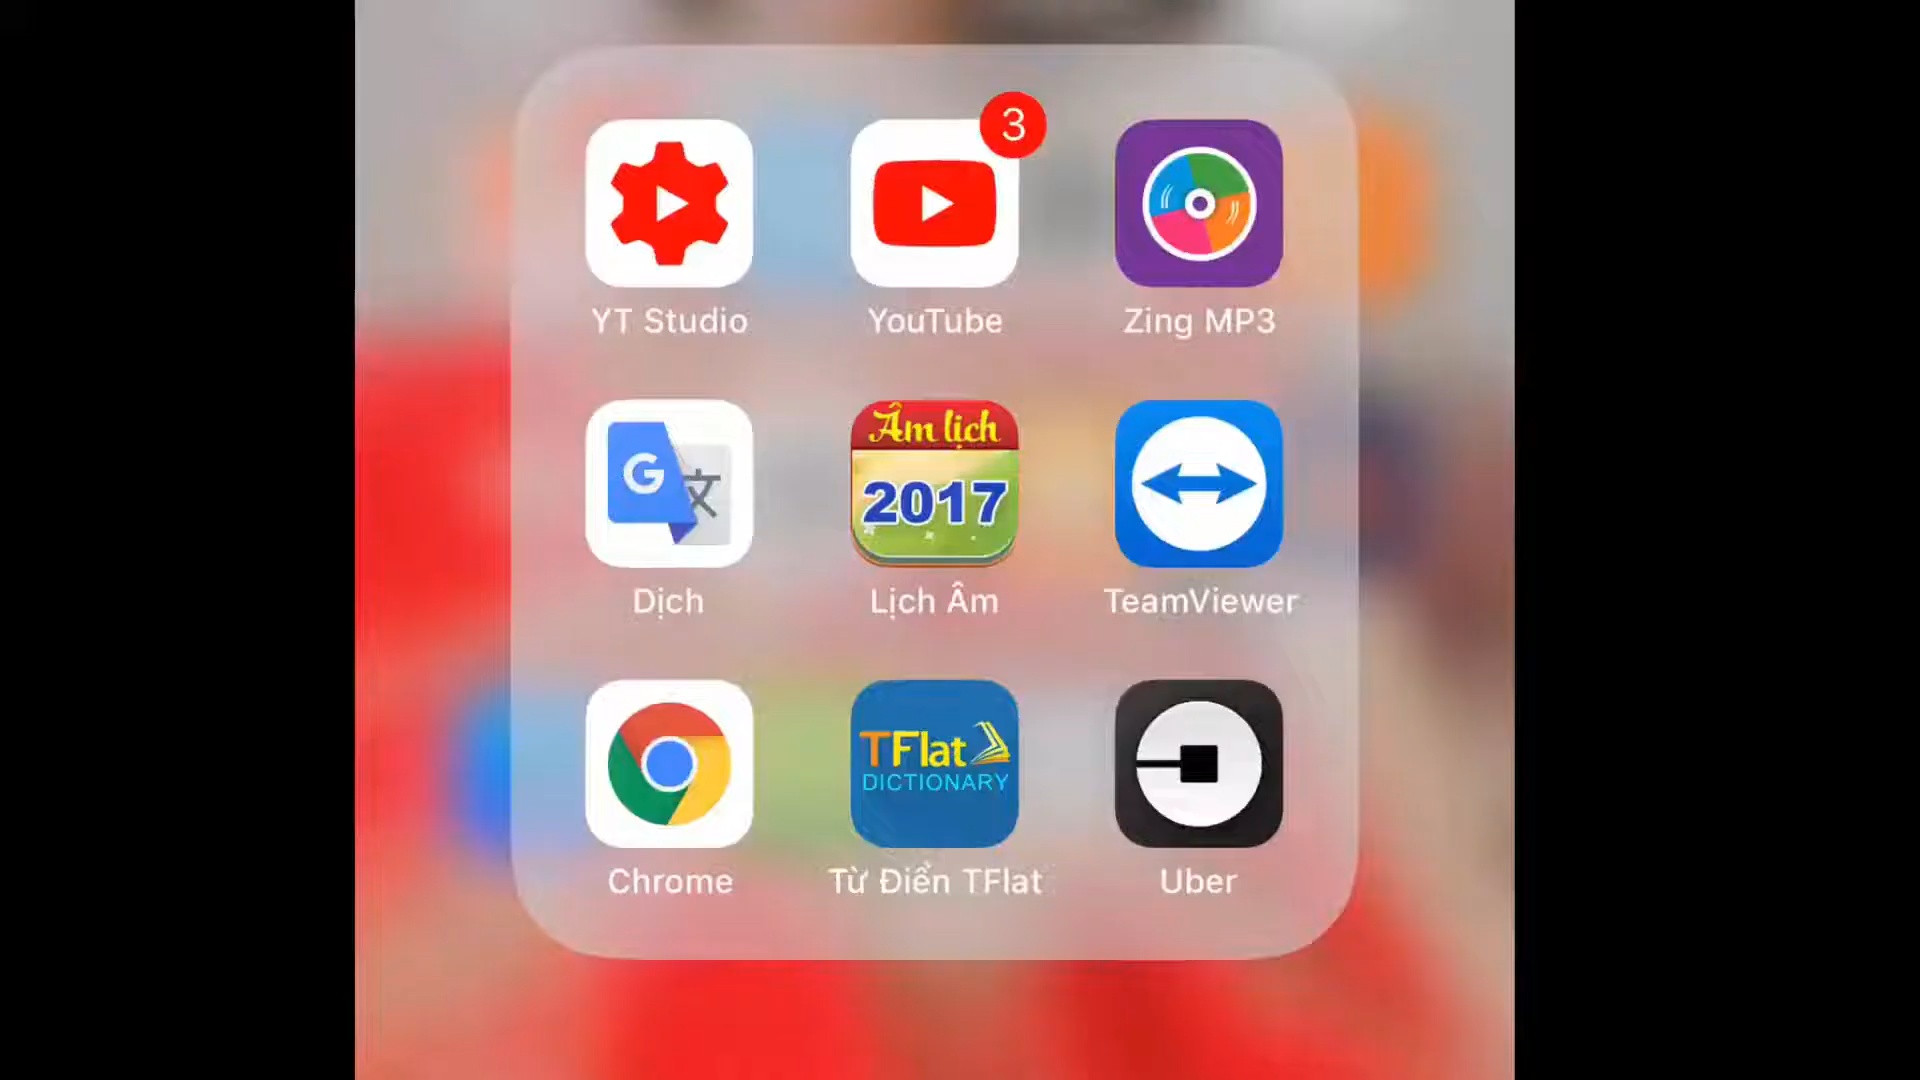 3
YT Studio
YouTube
Zing MP3
G 文
Âm lịch
2017
Dịch
Lịch Âm
TeamViewer
TFlat
DICTIONARY
Chrome
Từ Điển TFlat
Uber